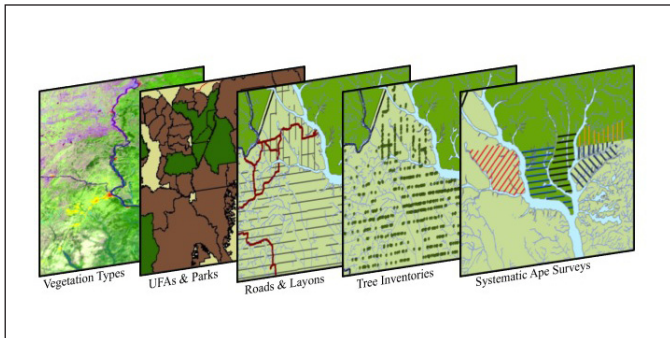 Vegetation Types
UFAs & Parks
Roads & Layons
Tree Inventories
Systematic Ape Surveys